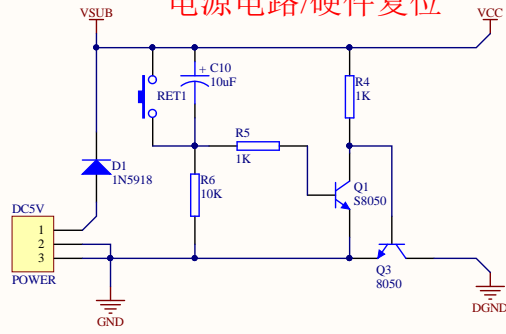 电源电路/硬件复位
VSUB
VCC
C10
10uF
RET1
R4
1K
R5
1K
D1
1N5918
R6
10K
Q1
S8050
DC5V
1
2
3
POWER
Q3
8050
GND
DGND